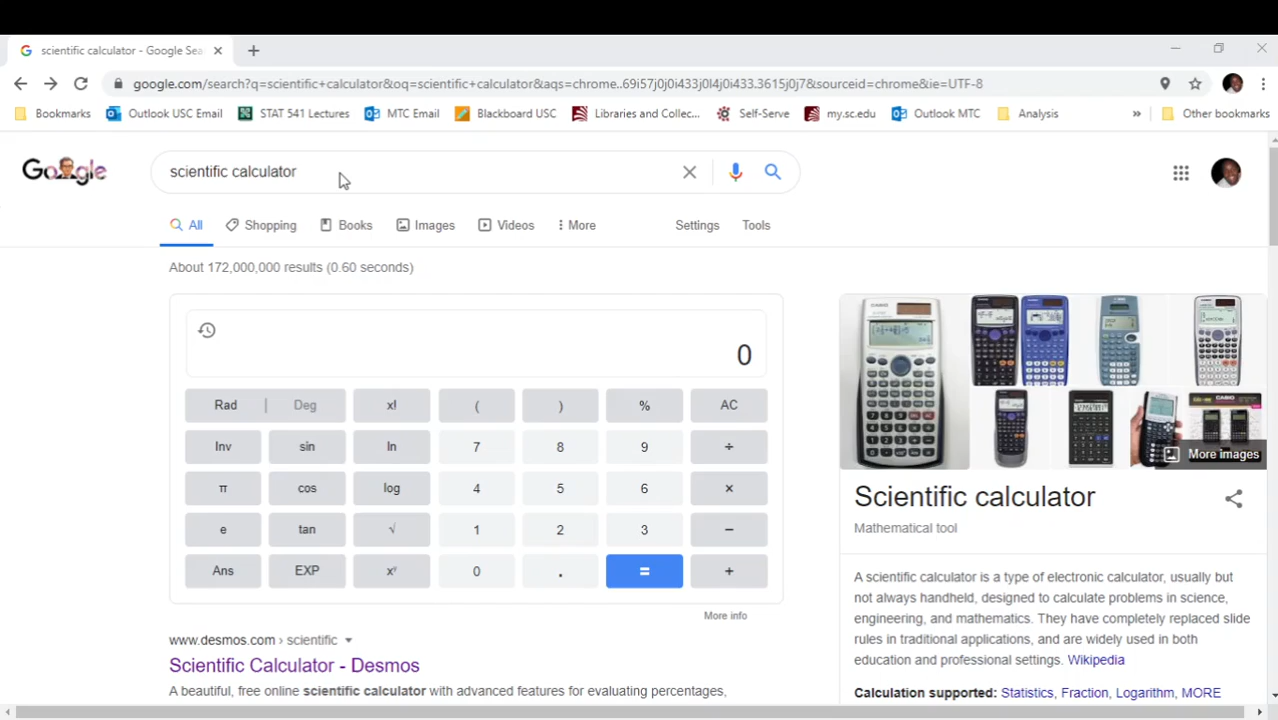 scientific calculator - Google Sea
google.com/search?q=scientific+calculator&oq=scientific+calculator&aqs=chrome..69i57j0j0i433j0l4j0i433.3615j0j7&sourceid=chrome&ie=UTF-8
Bookmarks Outlook USC Email STAT 541 Lectures MTC Email Blackboard USC Libraries and Collec... Self-Serve my.sc.edu Outlook MTC Analysis » Other bookmarks
Google
scientific calculator
All Shopping Books Images Videos More Settings Tools
About 172,000,000 results (0.60 seconds)
0
Rad | Deg x! ( ) % AC
Inv sin ln 7 8 9 ÷
π cos log 4 5 6 ×
e tan √ 1 2 3 −
Ans EXP xʸ 0 . = +
More info
www.desmos.com › scientific
Scientific Calculator - Desmos
A beautiful, free online scientific calculator with advanced features for evaluating percentages,
More images
Scientific calculator
Mathematical tool
A scientific calculator is a type of electronic calculator, usually but
not always handheld, designed to calculate problems in science,
engineering, and mathematics. They have completely replaced slide
rules in traditional applications, and are widely used in both
education and professional settings. Wikipedia
Calculation supported: Statistics, Fraction, Logarithm, MORE